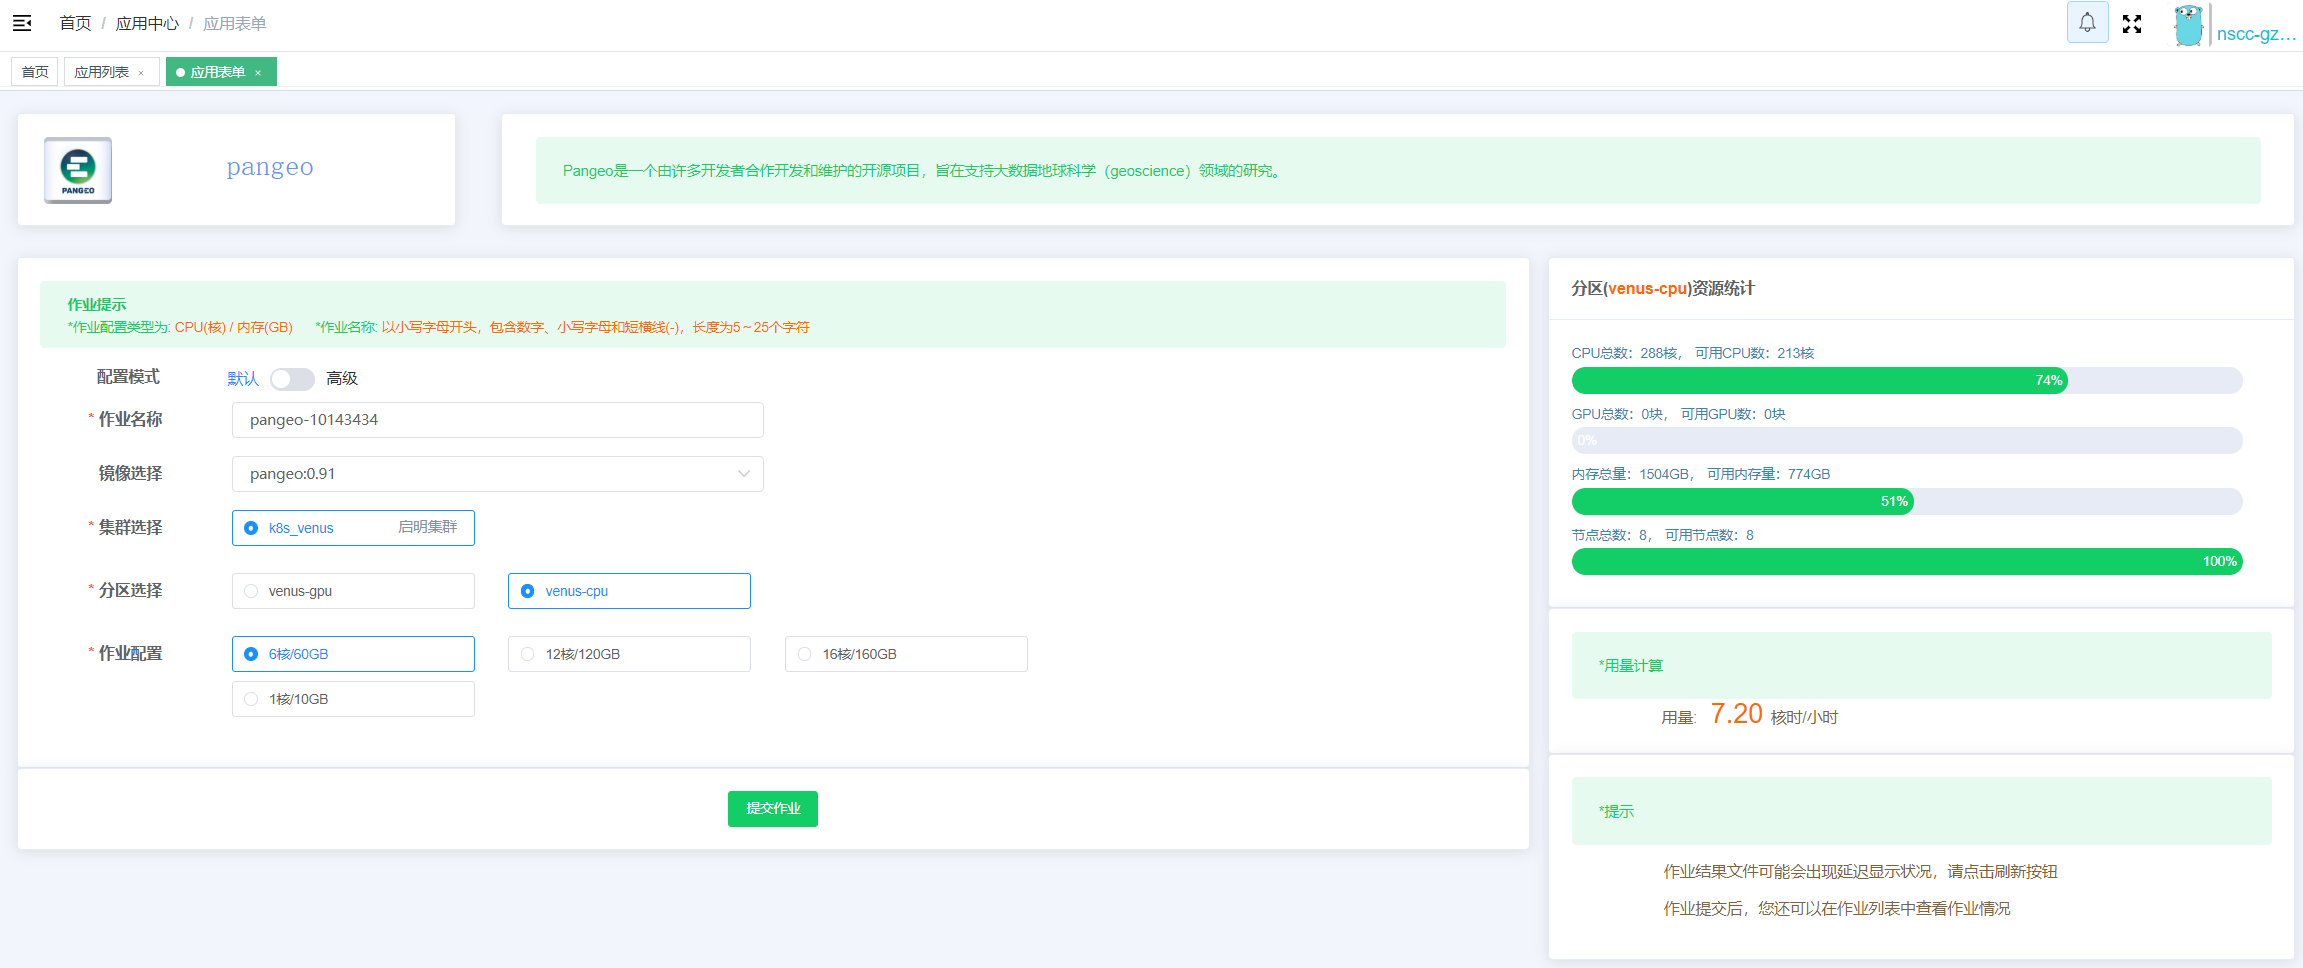 首页 / 应用中心 / 应用表单
nscc-gz...
首页
应用列表 ×
应用表单 ×
PANGEO
pangeo
Pangeo是一个由许多开发者合作开发和维护的开源项目，旨在支持大数据地球科学（geoscience）领域的研究。
作业提示
*作业配置类型为: CPU(核) / 内存(GB) *作业名称: 以小写字母开头，包含数字、小写字母和短横线(-)，长度为5～25个字符
配置模式 默认 高级
* 作业名称 pangeo-10143434
镜像选择 pangeo:0.91
* 集群选择 k8s_venus 启明集群
* 分区选择 venus-gpu venus-cpu
* 作业配置 6核/60GB 12核/120GB 16核/160GB
1核/10GB
提交作业
分区(venus-cpu)资源统计
CPU总数：288核， 可用CPU数：213核
74%
GPU总数：0块， 可用GPU数：0块
0%
内存总量：1504GB， 可用内存量：774GB
51%
节点总数：8， 可用节点数：8
100%
*用量计算
用量: 7.20 核时/小时
*提示
作业结果文件可能会出现延迟显示状况，请点击刷新按钮
作业提交后，您还可以在作业列表中查看作业情况